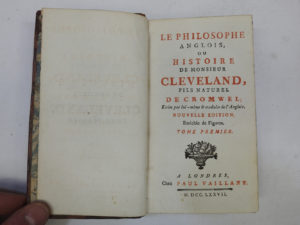 LE PHILOSOPHE
ANGLOIS,
OU
HISTOIRE
DE MONSIEUR
CLEVELAND,
FILS NATUREL
DE CROMWEL;
Ecrite par lui-même & traduite de l'Anglois.
NOUVELLE EDITION,
Enrichie de Figures.
TOME PREMIER.
A LONDRES,
Chez PAUL VAILLANT.
M. DCC. LXXVII.